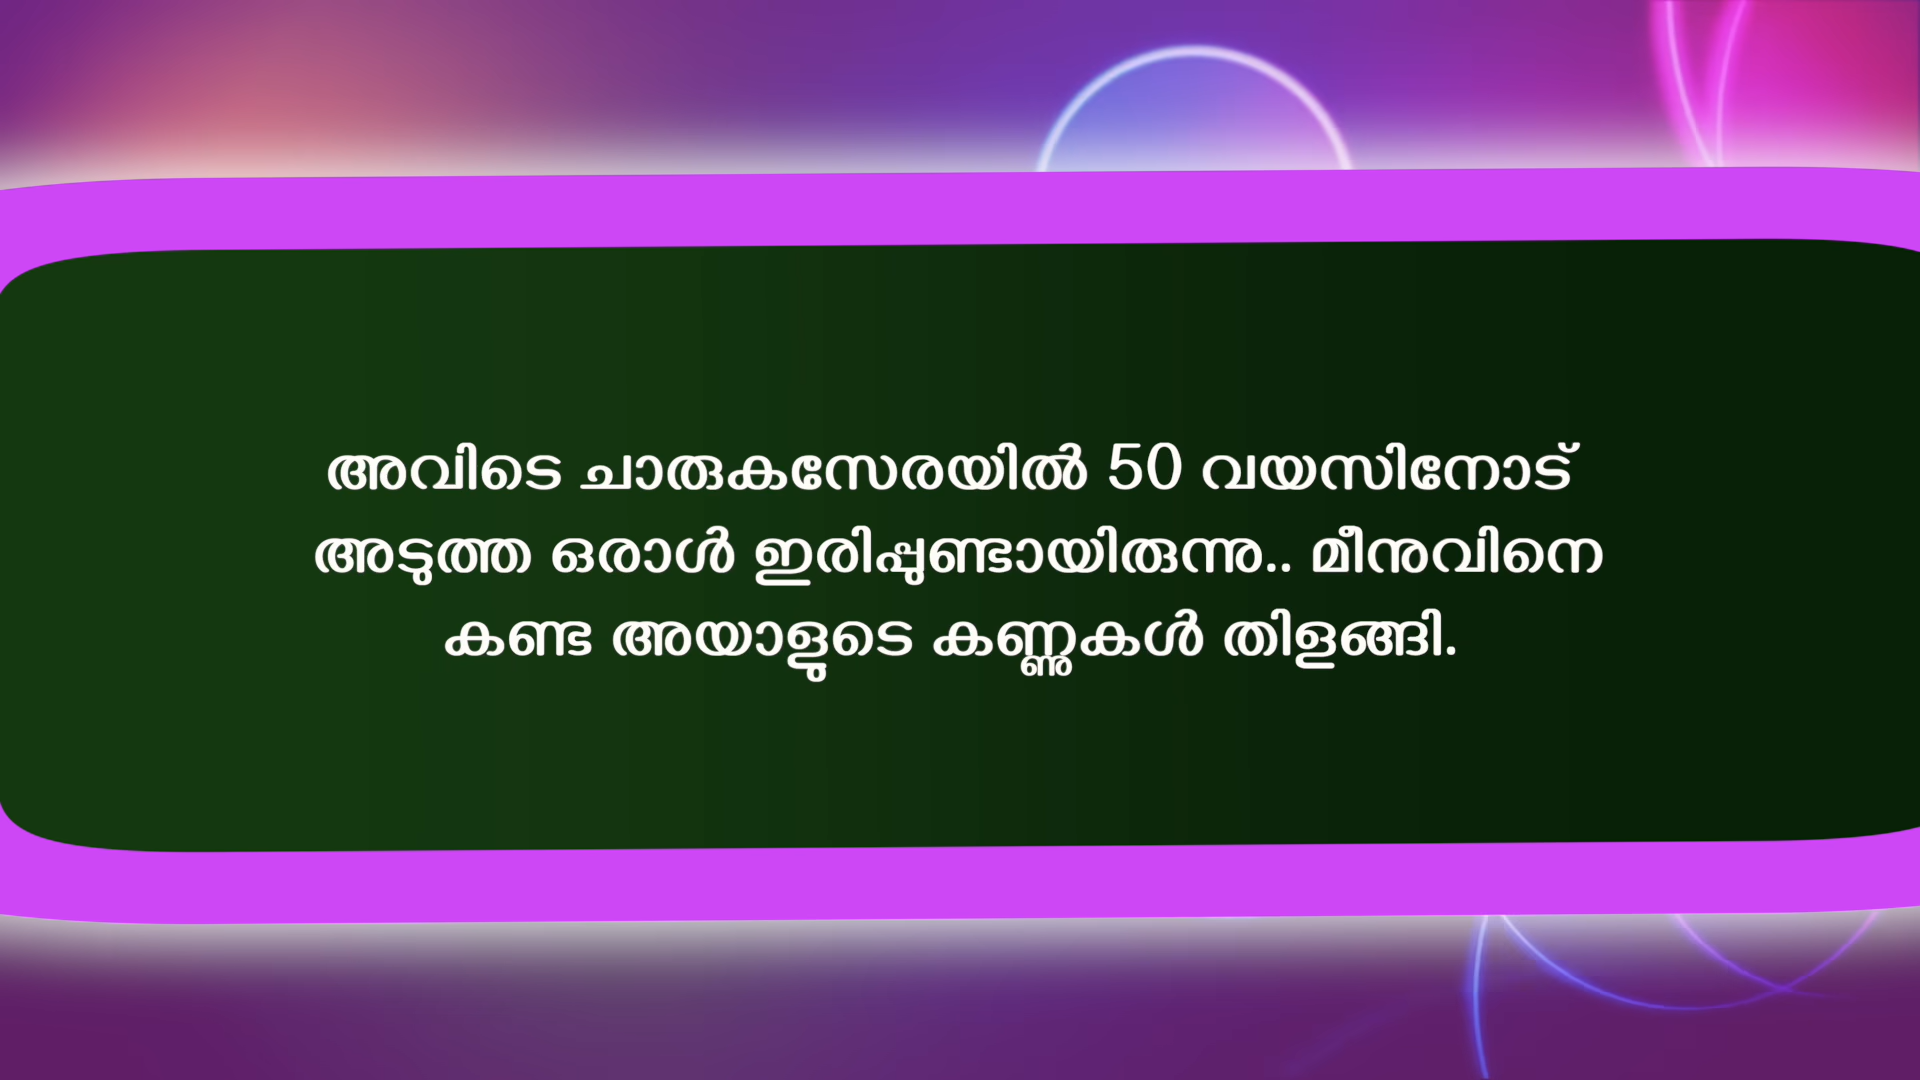 അവിടെ ചാരുകസേരയിൽ 50 വയസിനോട്
അടുത്ത ഒരാൾ ഇരിപ്പുണ്ടായിരുന്നു.. മീനുവിനെ
കണ്ട അയാളുടെ കണ്ണുകൾ തിളങ്ങി.